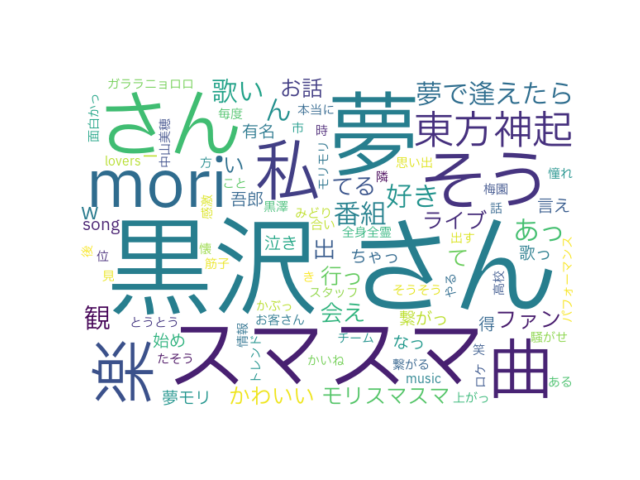 ガララニョロロ
歌い
お話
夢で逢えたら
面白かっ
さん
毎度
ん
本当に
夢
東方神起
中山美穂
有名
市
時
lovers
ー
方
い
モリモリ
思い出
mori
こと
吾郎
私
てる
隣
好き
そう
憧れ
梅園
w
感謝
黒澤
みどり
番組
ライブ
話
言え
song
合い
全身全霊
あっ
黒沢
泣き
出
さん
歌っ
パフォーマンス
後
位
懐
ちゃっ
出す
て
見
筋子
行っ
き
そうそう
やる
高校
観
とうとう
かぶっ
スタッフ
会え
繋がっ
得
ファン
騒がせ
楽
始め
情報
お客さん
スマスマ
チーム
なっ
笑
曲
たそう
トレンド
かいね
繋がる
ロケ
music
ある
夢モリ
かわいい
モリスマスマ
上がっ